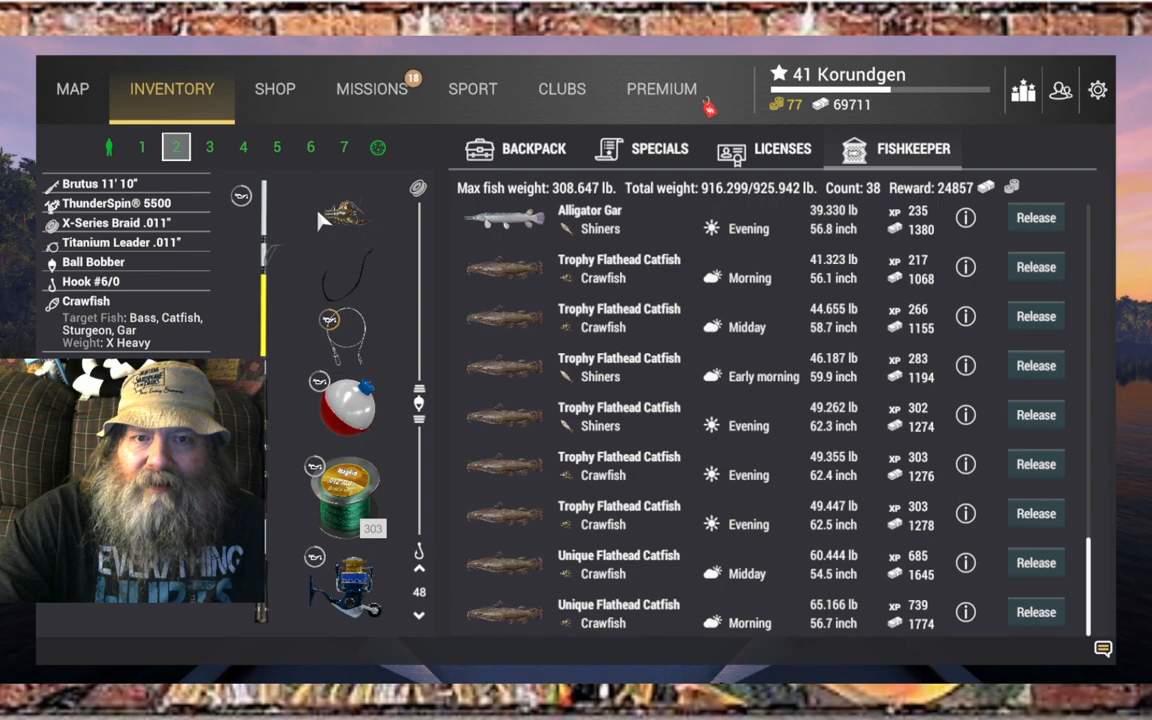 MAP INVENTORY SHOP MISSIONS 18 SPORT CLUBS PREMIUM
41 Korundgen
77 69711
1 2 3 4 5 6 7
BACKPACK SPECIALS LICENSES FISHKEEPER
Max fish weight: 308.647 lb. Total weight: 916.299/925.942 lb. Count: 38 Reward: 24857
Brutus 11' 10"
ThunderSpin® 5500
X-Series Braid .011"
Titanium Leader .011"
Ball Bobber
Hook #6/0
Crawfish
Target Fish: Bass, Catfish,
Sturgeon, Gar
Weight: X Heavy
303
48
EVERYTHING
HURTS
Alligator Gar 39.330 lb XP 235 Release
Shiners Evening 56.8 inch 1380
Trophy Flathead Catfish 41.323 lb XP 217 Release
Crawfish Morning 56.1 inch 1068
Trophy Flathead Catfish 44.655 lb XP 266 Release
Crawfish Midday 58.7 inch 1155
Trophy Flathead Catfish 46.187 lb XP 283 Release
Shiners Early morning 59.9 inch 1194
Trophy Flathead Catfish 49.262 lb XP 302 Release
Shiners Evening 62.3 inch 1274
Trophy Flathead Catfish 49.355 lb XP 303 Release
Crawfish Evening 62.4 inch 1276
Trophy Flathead Catfish 49.447 lb XP 303 Release
Crawfish Evening 62.5 inch 1278
Unique Flathead Catfish 60.444 lb XP 685 Release
Crawfish Midday 54.5 inch 1645
Unique Flathead Catfish 65.166 lb XP 739 Release
Crawfish Morning 56.7 inch 1774